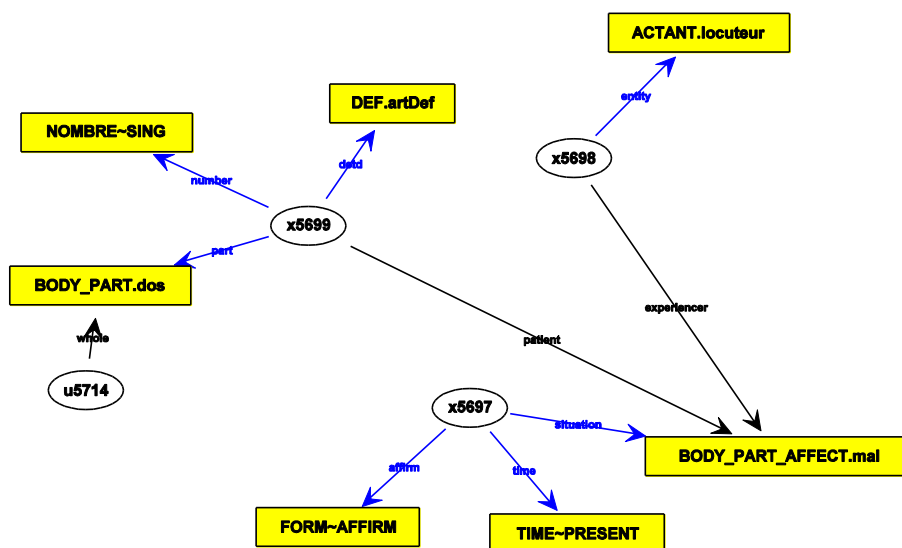 ACTANT.locuteur
entity
DEF.artDef
NOMBRE~SING
detd
x5698
number
x5699
part
BODY_PART.dos
experiencer
whole
patient
u5714
x5697
situation
BODY_PART_AFFECT.mal
affirm
time
FORM~AFFIRM
TIME~PRESENT